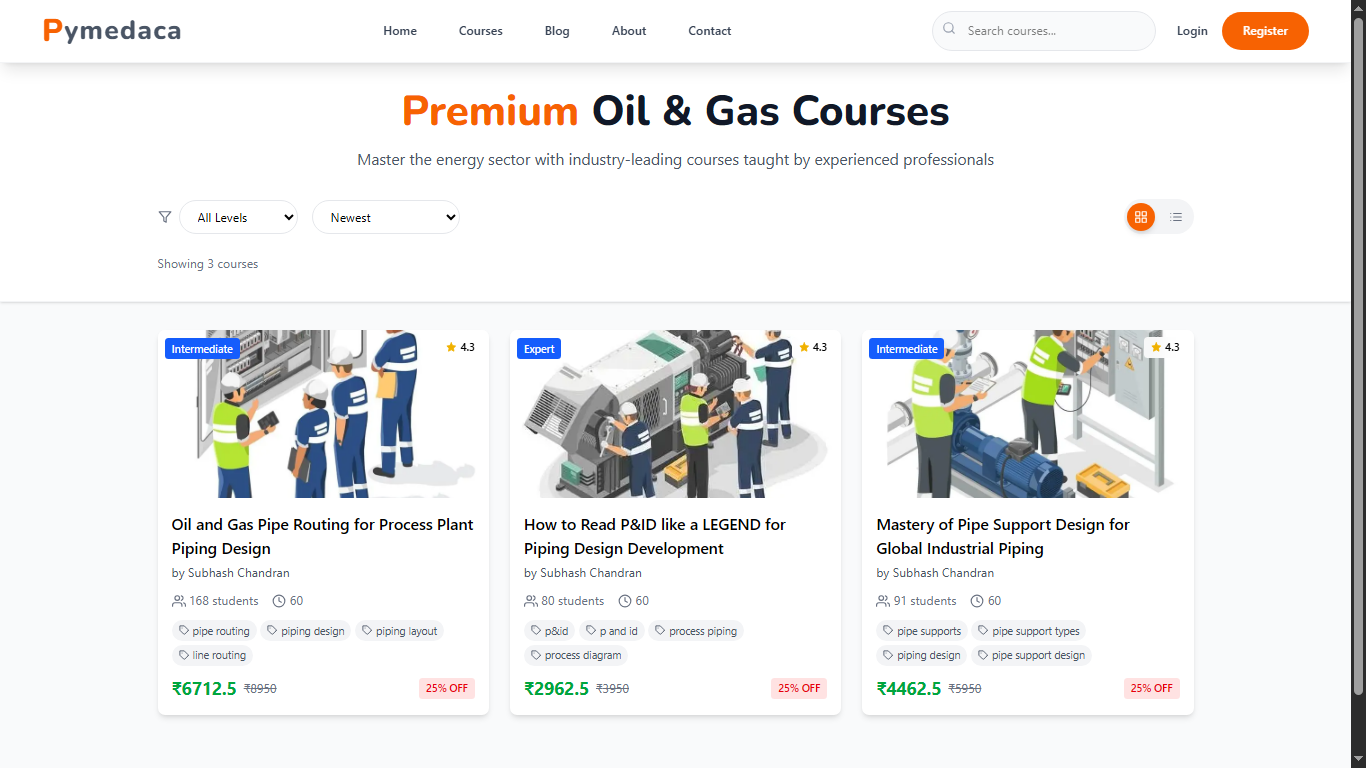 Pymedaca
Home Courses Blog About Contact
Search courses...
Login Register
Premium Oil & Gas Courses
Master the energy sector with industry-leading courses taught by experienced professionals
All Levels Newest
Showing 3 courses
Intermediate 4.3
Oil and Gas Pipe Routing for Process Plant
Piping Design
by Subhash Chandran
168 students 60
pipe routing piping design piping layout
line routing
₹6712.5 ₹8950 25% OFF
Expert 4.3
How to Read P&ID like a LEGEND for
Piping Design Development
by Subhash Chandran
80 students 60
p&id p and id process piping
process diagram
₹2962.5 ₹3950 25% OFF
Intermediate 4.3
Mastery of Pipe Support Design for
Global Industrial Piping
by Subhash Chandran
91 students 60
pipe supports pipe support types
piping design pipe support design
₹4462.5 ₹5950 25% OFF